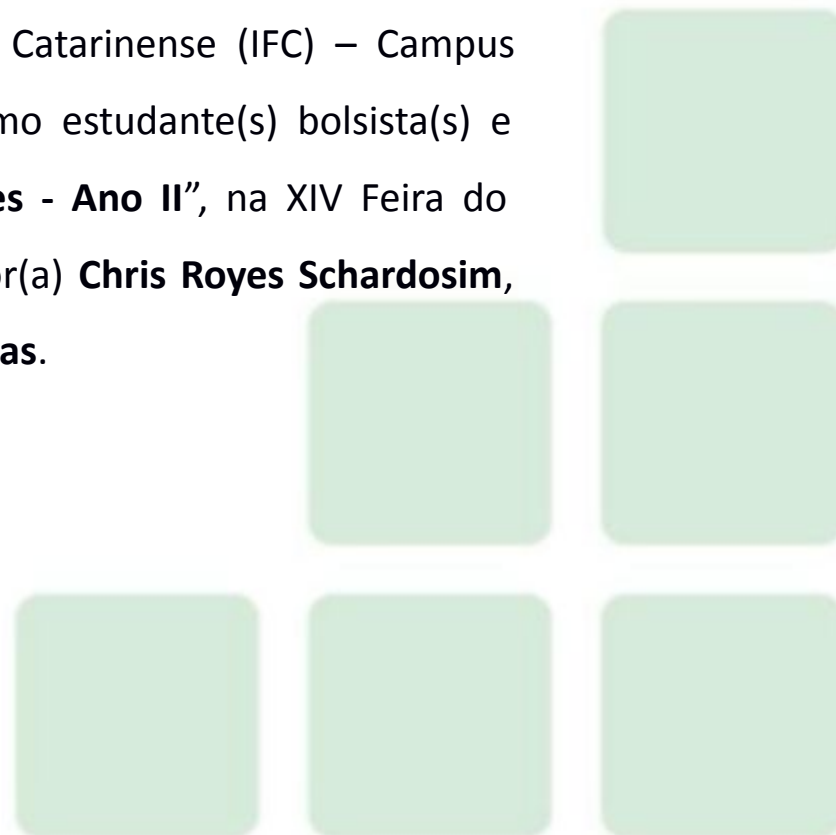 Catarinense (IFC) – Campus
mo estudante(s) bolsista(s) e
es - Ano II”, na XIV Feira do
or(a) Chris Royes Schardosim,
as.